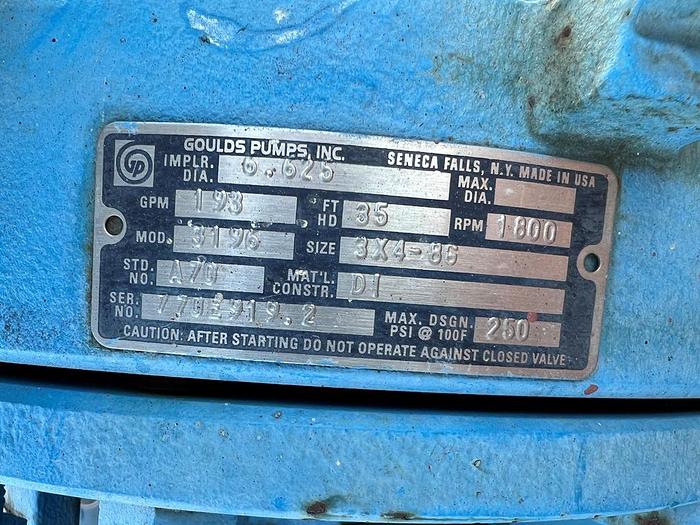 GOULDS PUMPS, INC. SENECA FALLS, N.Y. MADE IN USA
IMPLR. DIA. 6.625 MAX. DIA.
GPM 193 FT HD 35 RPM 1800
MOD. 3196 SIZE 3X4-8G
STD. NO. A70 MAT'L. CONSTR. DI
SER. NO. MAX. DSGN. PSI @ 100F 250
CAUTION: AFTER STARTING DO NOT OPERATE AGAINST CLOSED VALVE